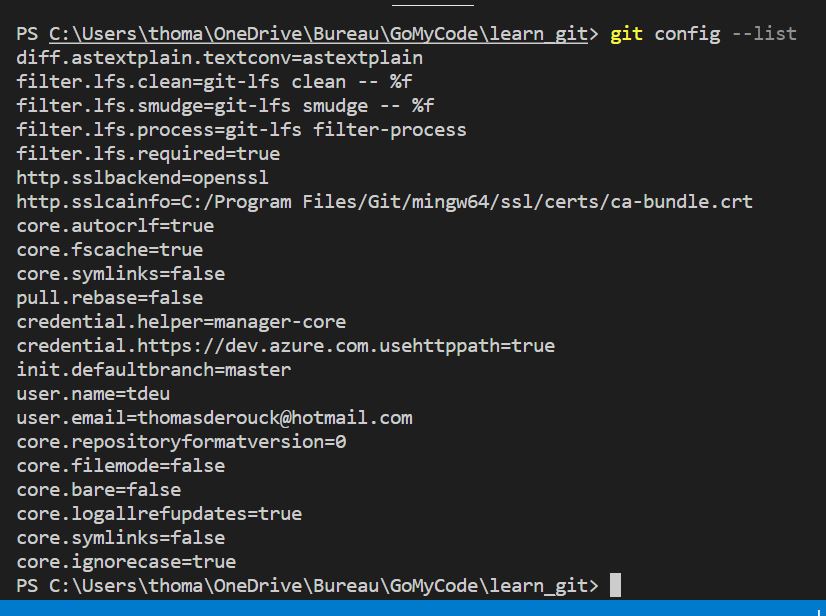 PS C:\Users\thoma\OneDrive\Bureau\GoMyCode\learn_git> git config --list
diff.astextplain.textconv=astextplain
filter.lfs.clean=git-lfs clean -- %f
filter.lfs.smudge=git-lfs smudge -- %f
filter.lfs.process=git-lfs filter-process
filter.lfs.required=true
http.sslbackend=openssl
http.sslcainfo=C:/Program Files/Git/mingw64/ssl/certs/ca-bundle.crt
core.autocrlf=true
core.fscache=true
core.symlinks=false
pull.rebase=false
credential.helper=manager-core
credential.https://dev.azure.com.usehttppath=true
init.defaultbranch=master
user.name=tdeu
user.email=thomasderouck@hotmail.com
core.repositoryformatversion=0
core.filemode=false
core.bare=false
core.logallrefupdates=true
core.symlinks=false
core.ignorecase=true
PS C:\Users\thoma\OneDrive\Bureau\GoMyCode\learn_git>